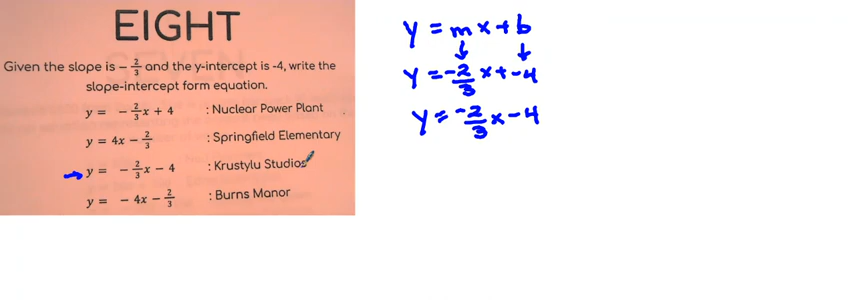 EIGHT
Given the slope is - 2/3 and the y-intercept is -4, write the
slope-intercept form equation.
y = - 2/3 x + 4 : Nuclear Power Plant
y = 4x - 2/3 : Springfield Elementary
y = - 2/3 x - 4 : Krustylu Studios
y = - 4x - 2/3 : Burns Manor
y = mx + b
y = -2/3 x + -4
y = -2/3 x - 4